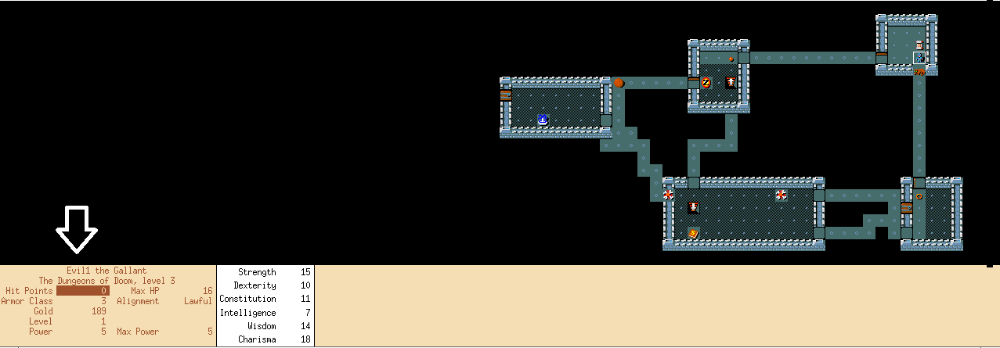 Evil1 the Gallant
The Dungeons of Doom, level 3
Hit Points 0 Max HP 16
Armor Class 3 Alignment Lawful
Gold 189
Level 1
Power 5 Max Power 5
Strength 15
Dexterity 10
Constitution 11
Intelligence 7
Wisdom 14
Charisma 18